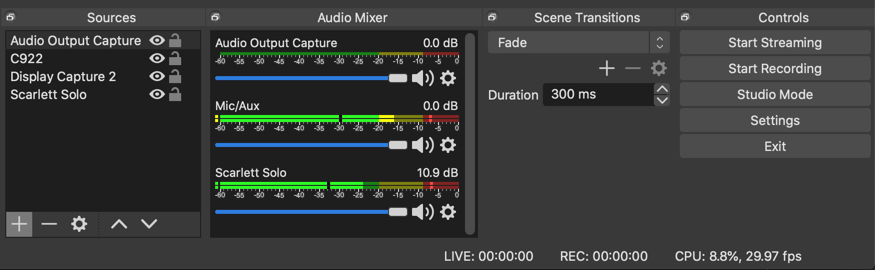 Sources
Audio Output Capture
C922
Display Capture 2
Scarlett Solo
Audio Mixer
Audio Output Capture 0.0 dB
-60 -55 -50 -45 -40 -35 -30 -25 -20 -15 -10 -5 0
Mic/Aux 0.0 dB
-60 -55 -50 -45 -40 -35 -30 -25 -20 -15 -10 -5 0
Scarlett Solo 10.9 dB
-60 -55 -50 -45 -40 -35 -30 -25 -20 -15 -10 -5 0
Scene Transitions
Fade
Duration 300 ms
Controls
Start Streaming
Start Recording
Studio Mode
Settings
Exit
LIVE: 00:00:00 REC: 00:00:00 CPU: 8.8%, 29.97 fps